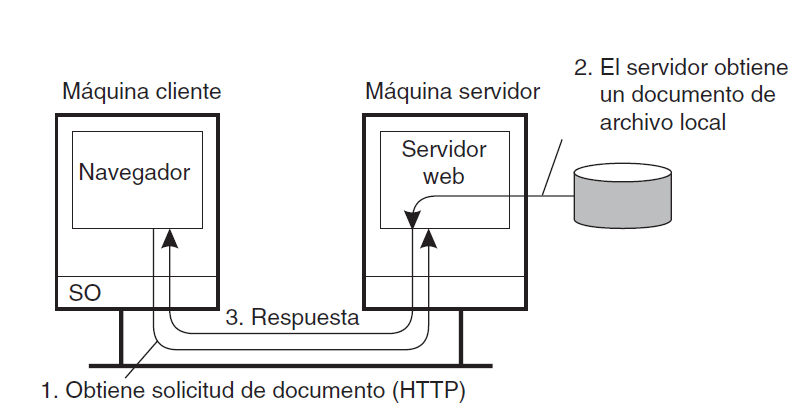 2. El servidor obtiene
un documento de
archivo local
Máquina cliente
Máquina servidor
Navegador
Servidor
web
SO
3. Respuesta
1. Obtiene solicitud de documento (HTTP)